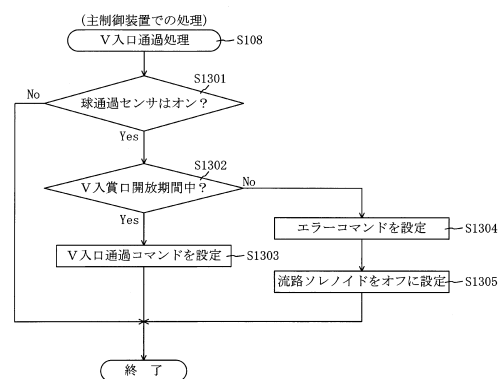 (主制御装置での処理)
V入口通過処理
S108
S1301
No
球通過センサはオン?
Yes
S1302
V入賞口開放期間中?
No
Yes
エラーコマンドを設定
S1304
V入口通過コマンドを設定
S1303
流路ソレノイドをオフに設定
S1305
終 了